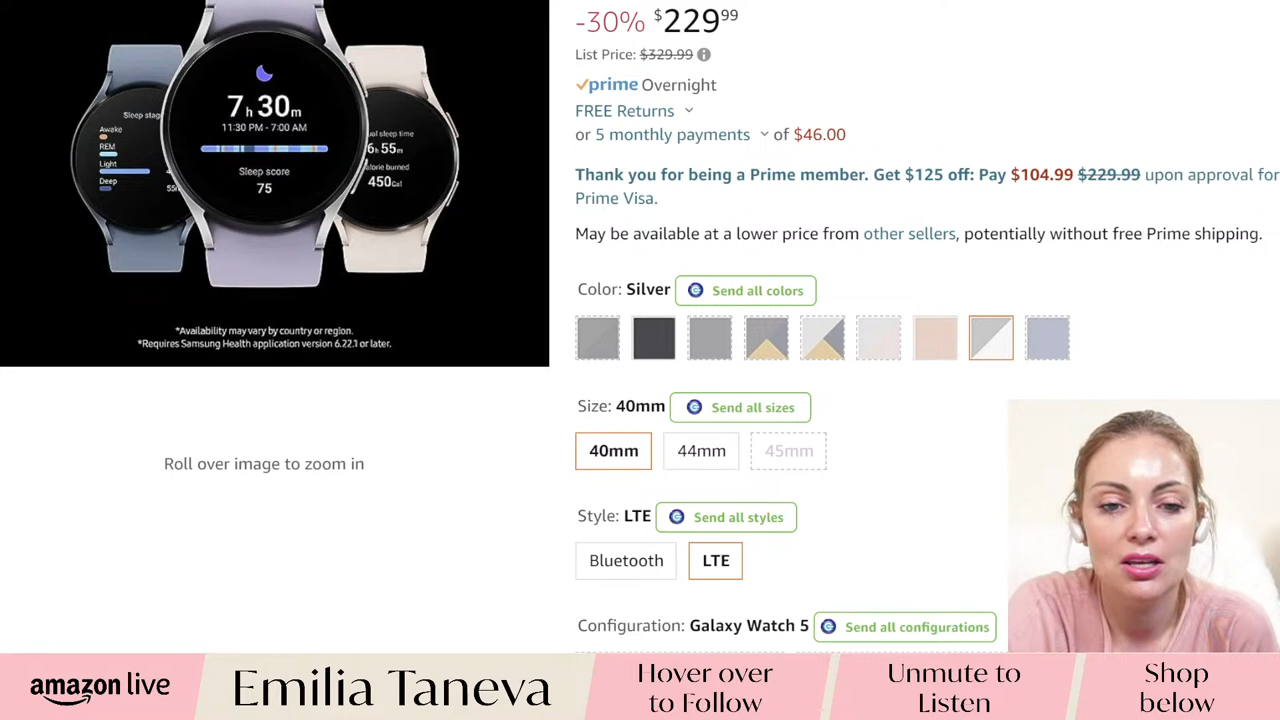 -30% $229.99
List Price: $329.99
prime Overnight
FREE Returns
or 5 monthly payments of $46.00
Thank you for being a Prime member. Get $125 off: Pay $104.99 $229.99 upon approval for
Prime Visa.
May be available at a lower price from other sellers, potentially without free Prime shipping.
Color: Silver Send all colors
Size: 40mm Send all sizes
40mm 44mm 45mm
Style: LTE Send all styles
Bluetooth LTE
Configuration: Galaxy Watch 5 Send all configurations
Sleep stag
Awake
REM
Light
Deep
55m
7h 30m
11:30 PM - 7:00 AM
Sleep score
75
ual sleep time
6h 55m
alorie burned
450Cal
*Availability may vary by country or region.
*Requires Samsung Health application version 6.22.1 or later.
Roll over image to zoom in
amazon live
Emilia Taneva
Hover over
to Follow
Unmute to
Listen
Shop
below